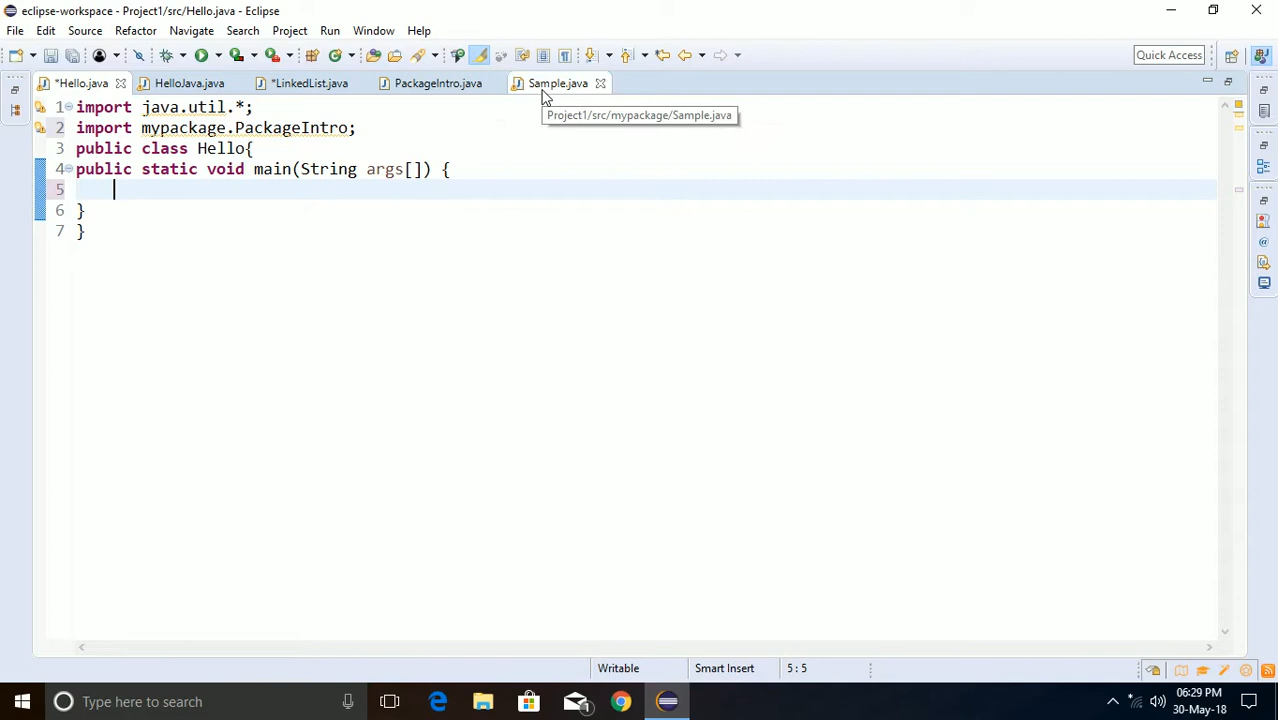 eclipse-workspace - Project1/src/Hello.java - Eclipse
File Edit Source Refactor Navigate Search Project Run Window Help
Quick Access
*Hello.java HelloJava.java *LinkedList.java PackageIntro.java Sample.java
Project1/src/mypackage/Sample.java
1 import java.util.*;
2 import mypackage.PackageIntro;
3 public class Hello{
4 public static void main(String args[]) {
5
6 }
7 }
Writable Smart Insert 5 : 5
Type here to search
1
06:29 PM
30-May-18